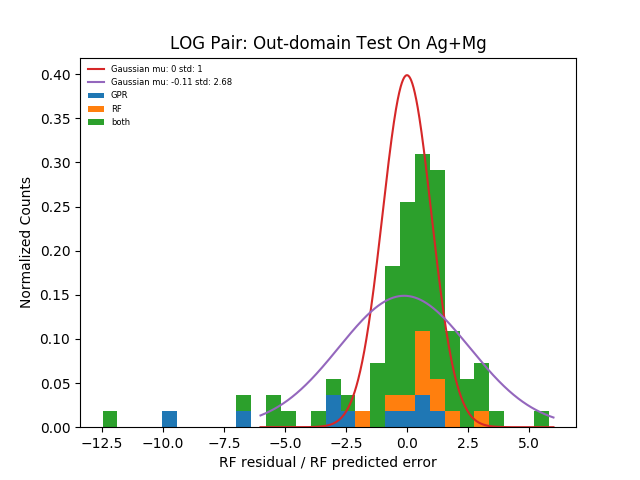 LOG Pair: Out-domain Test On Ag+Mg
Gaussian mu: 0 std: 1
Gaussian mu: -0.11 std: 2.68
GPR
RF
both
Normalized Counts
0.40
0.35
0.30
0.25
0.20
0.15
0.10
0.05
0.00
−12.5 −10.0 −7.5 −5.0 −2.5 0.0 2.5 5.0
RF residual / RF predicted error